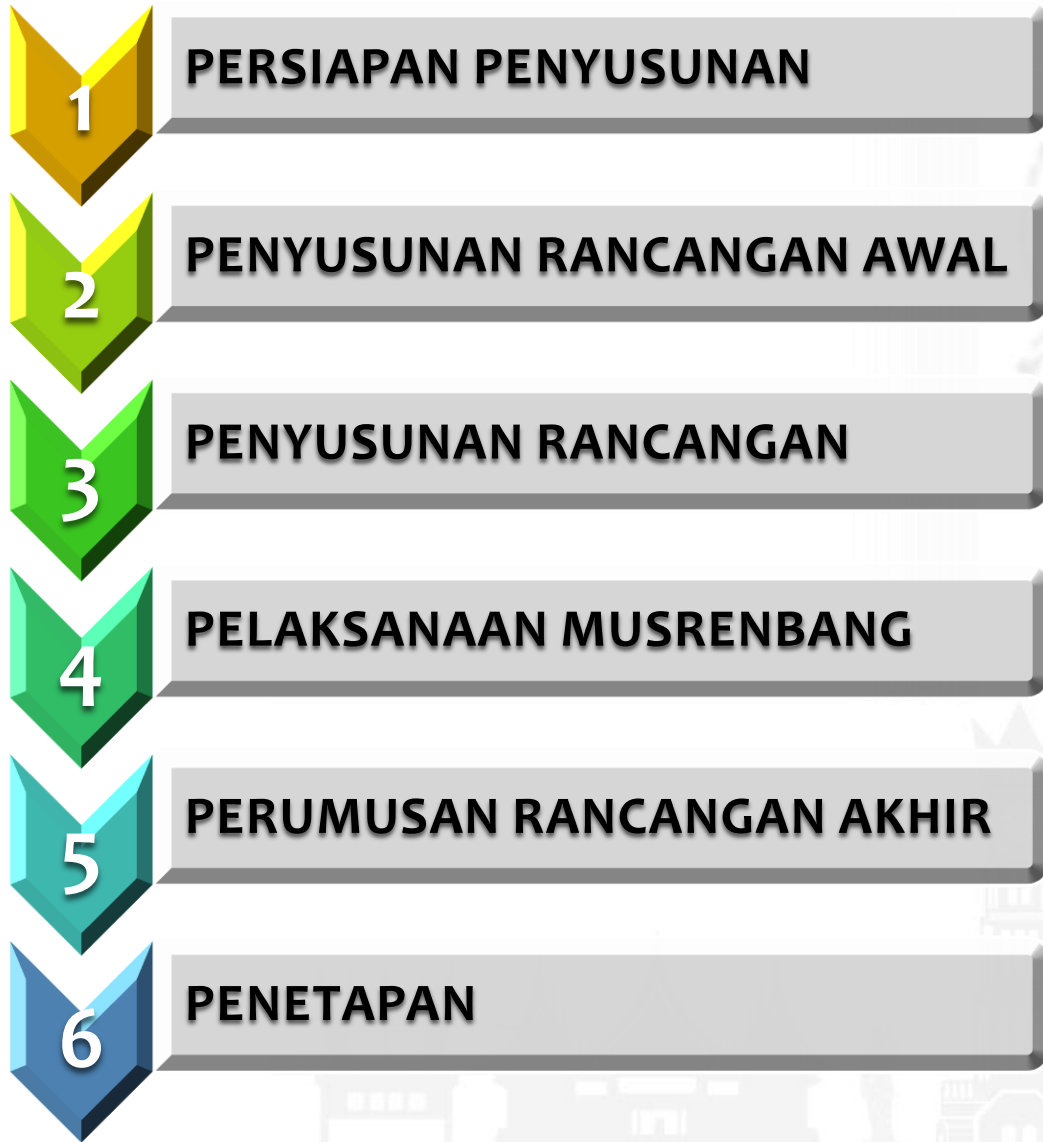 1
PERSIAPAN PENYUSUNAN
2
PENYUSUNAN RANCANGAN AWAL
3
PENYUSUNAN RANCANGAN
4
PELAKSANAAN MUSRENBANG
5
PERUMUSAN RANCANGAN AKHIR
6
PENETAPAN